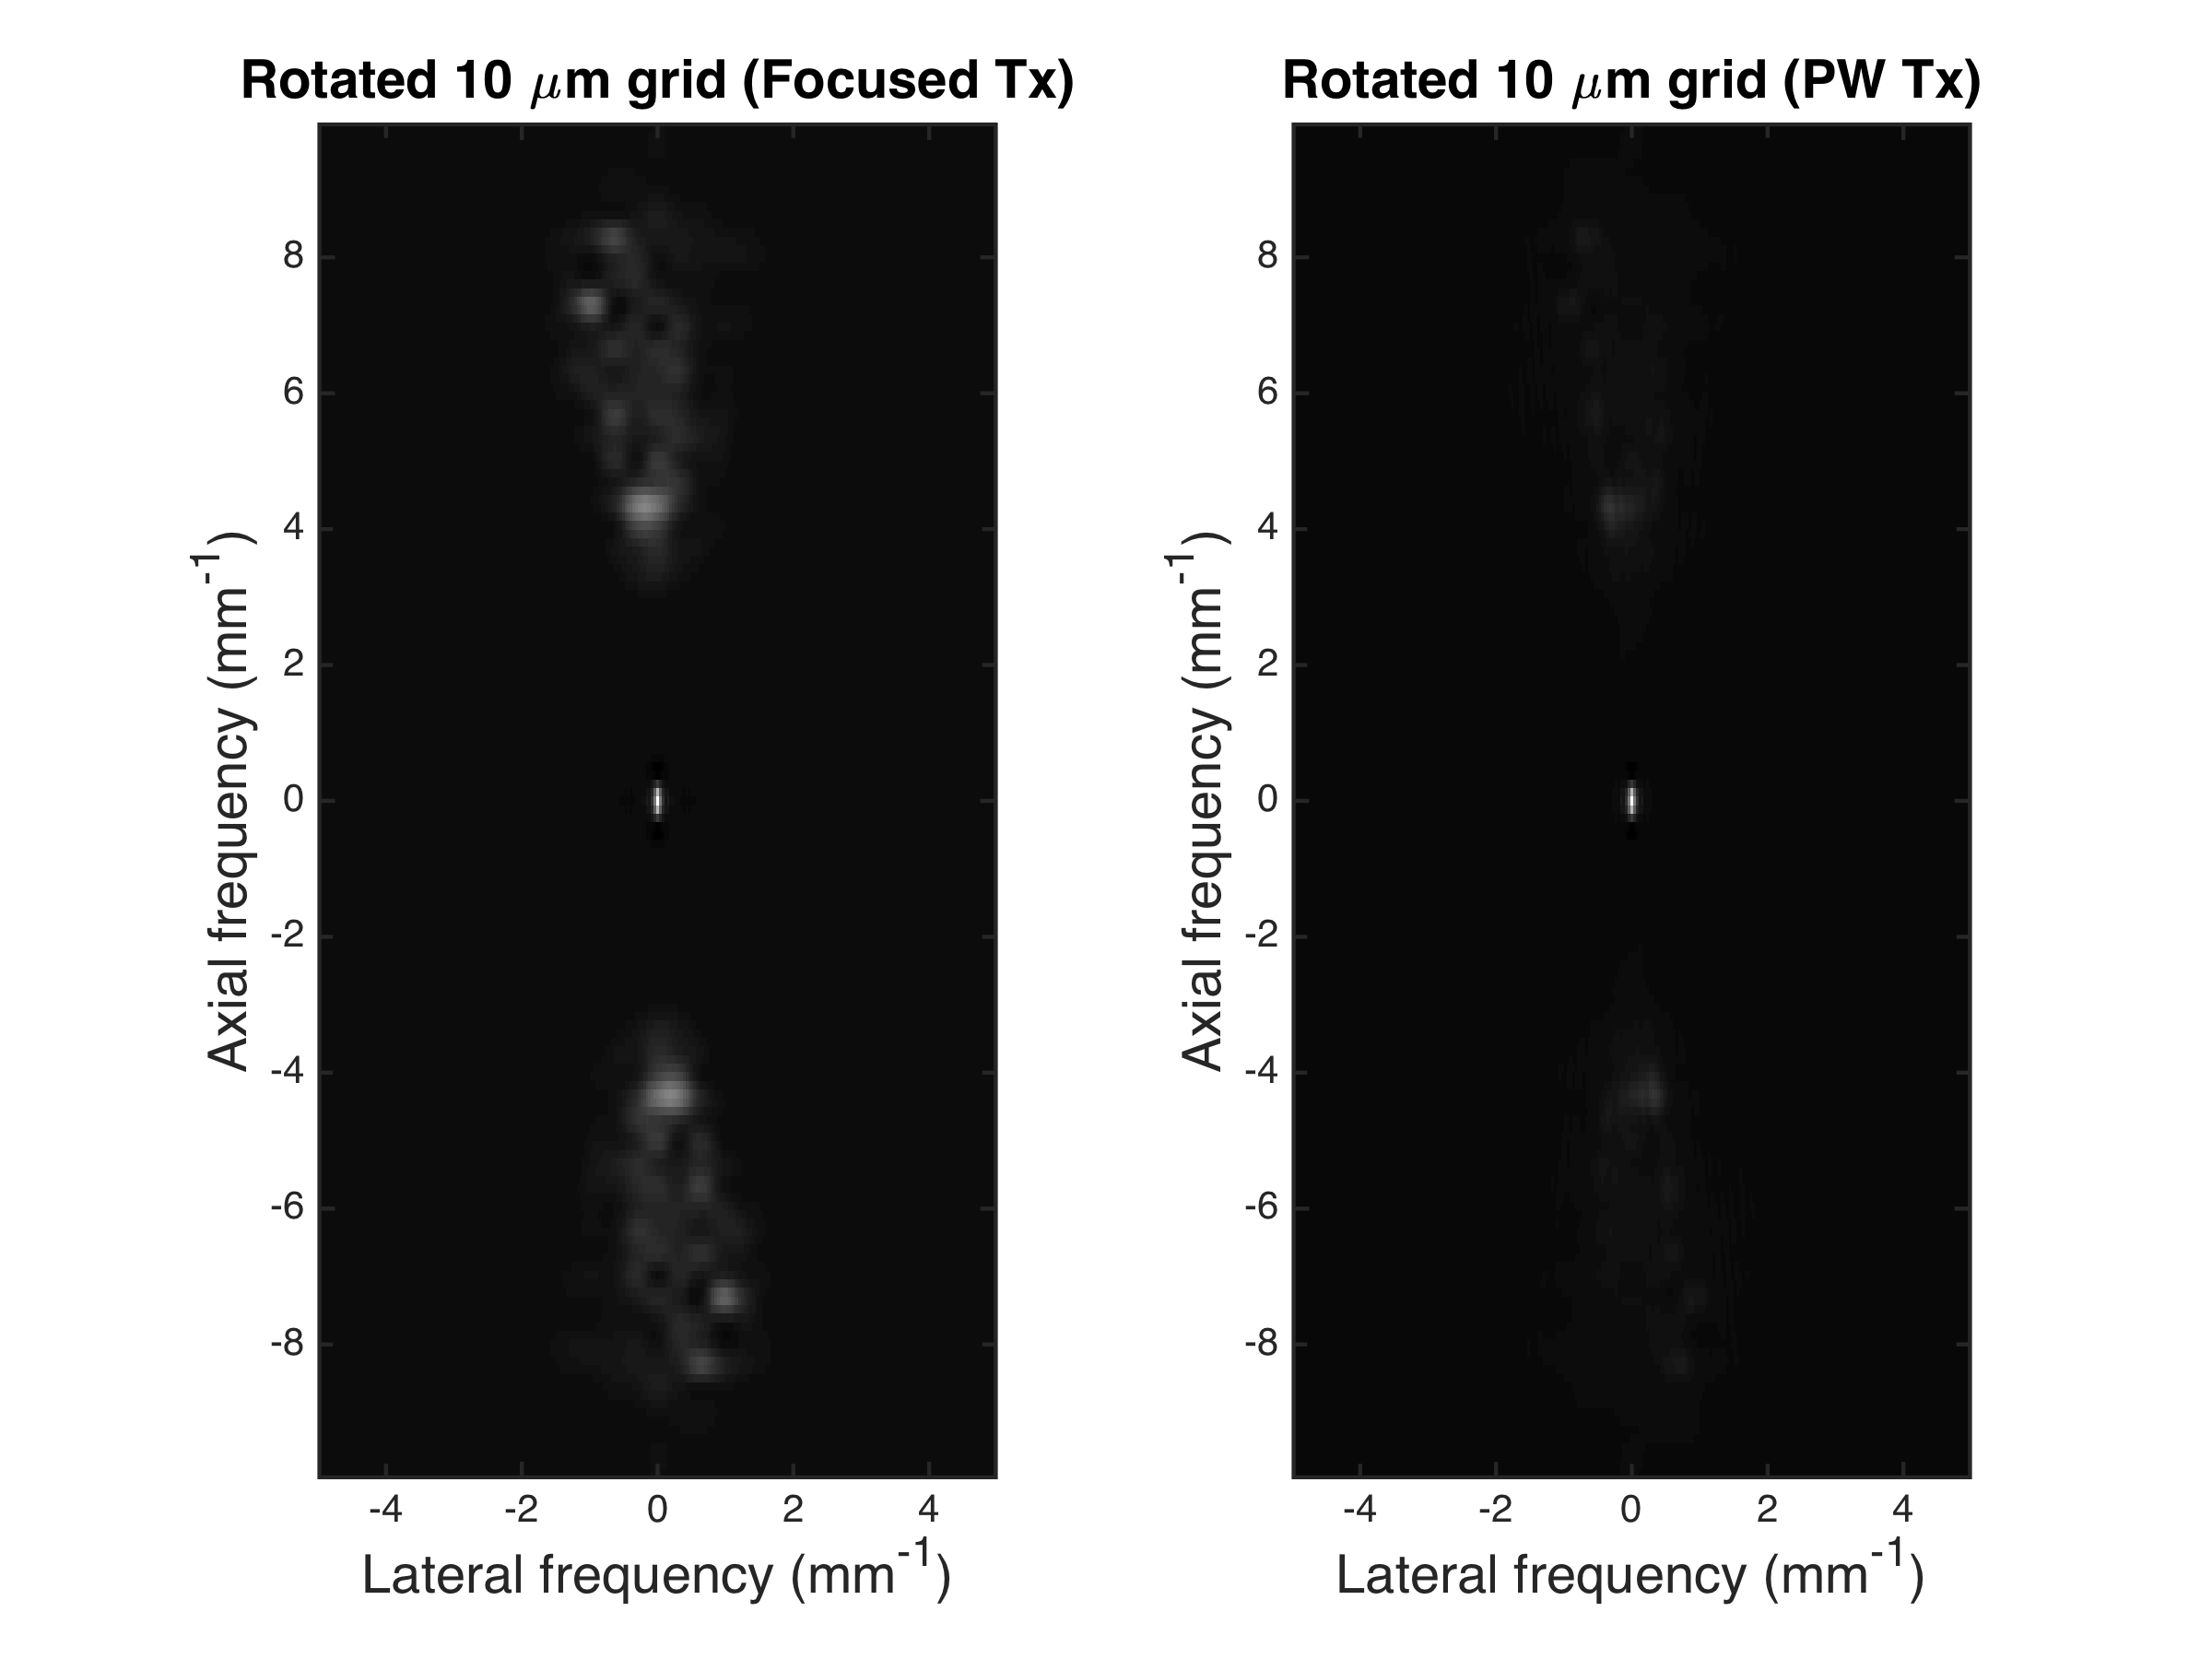 Rotated 10 μm grid (Focused Tx)
8
6
4
2
0
-2
-4
-6
-8
Axial frequency (mm-1)
-4 -2 0 2 4
Lateral frequency (mm-1)
Rotated 10 μm grid (PW Tx)
8
6
4
2
0
-2
-4
-6
-8
Axial frequency (mm-1)
-4 -2 0 2 4
Lateral frequency (mm-1)